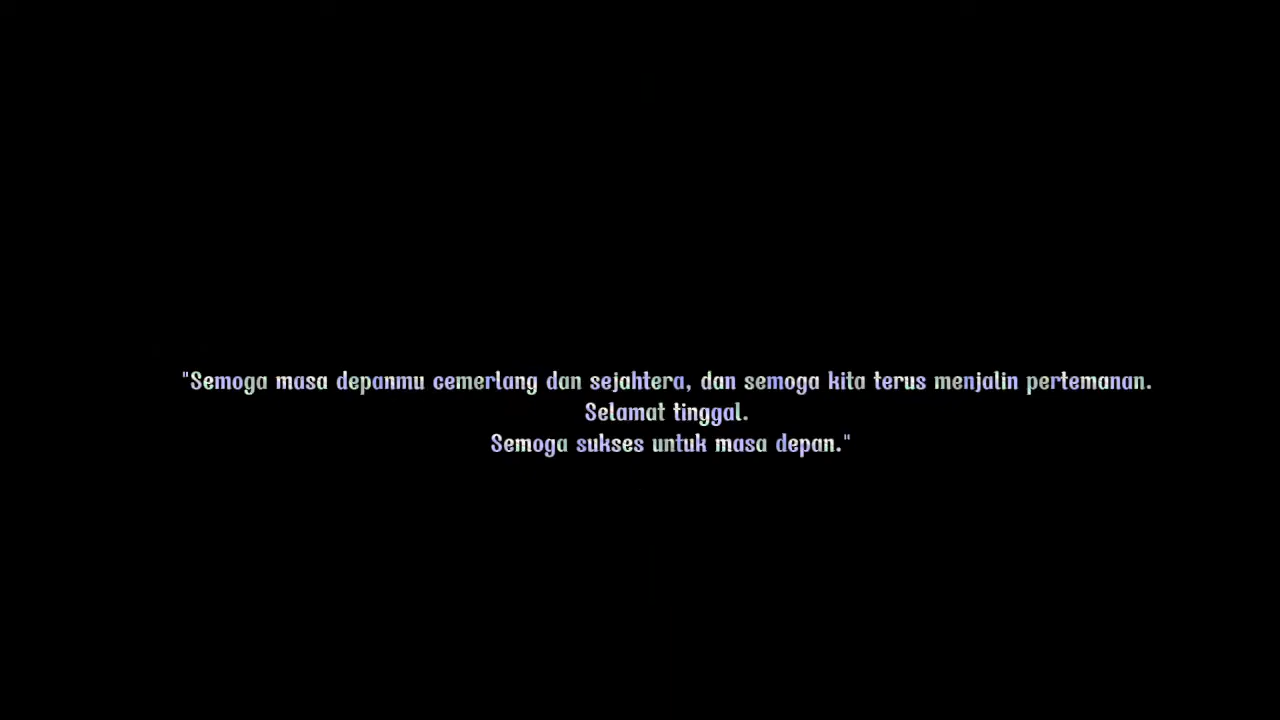 "Semoga masa depanmu cemerlang dan sejahtera, dan semoga kita terus menjalin pertemanan.
Selamat tinggal.
Semoga sukses untuk masa depan."